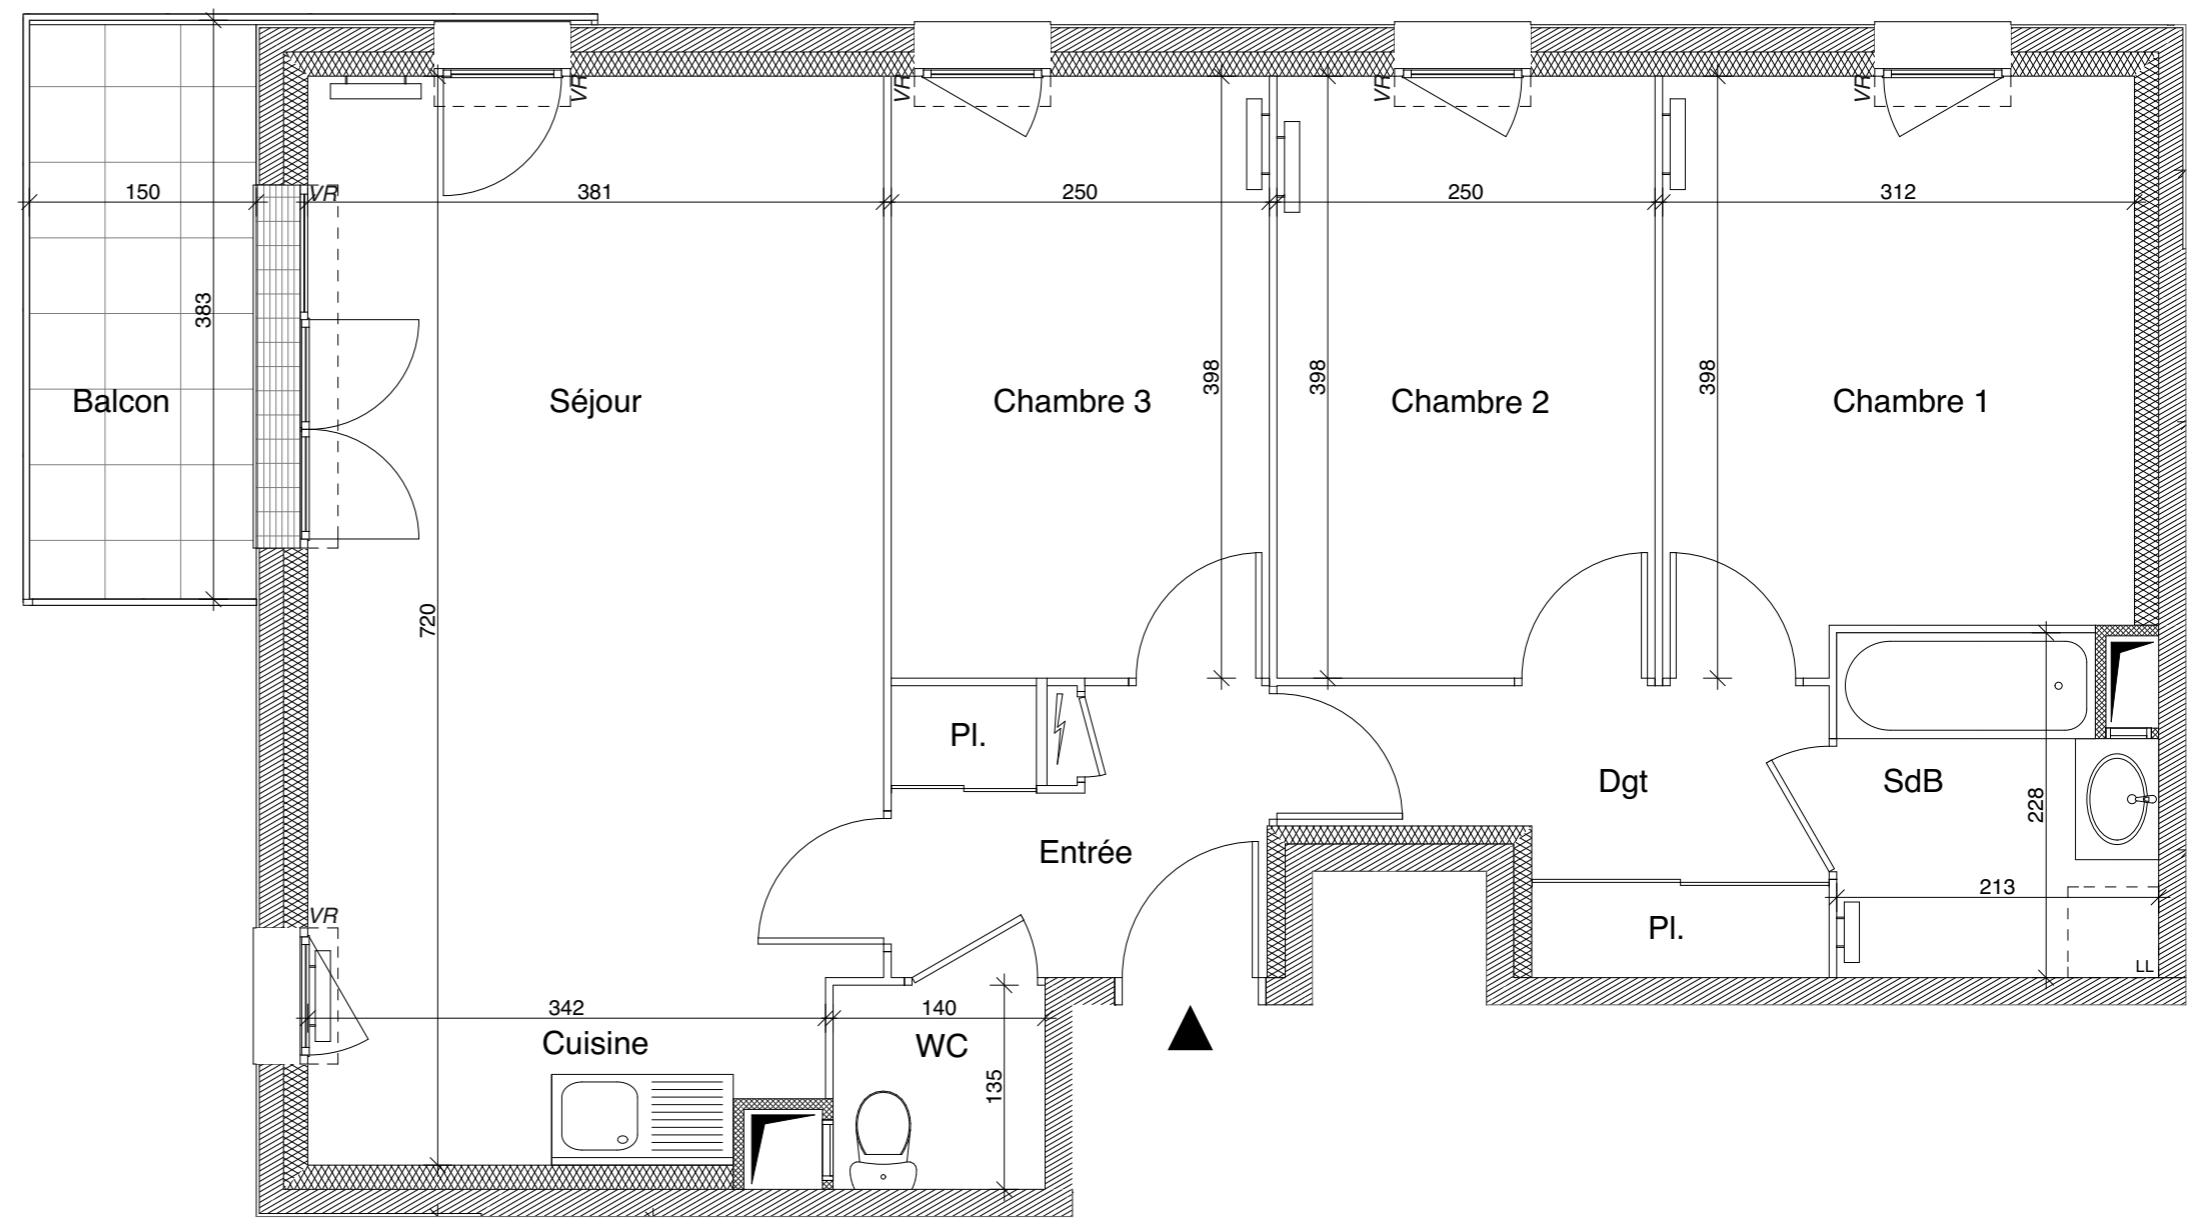 VR
VR
VR
VR
150
VR
381
250
250
312
383
398
398
398
Balcon
Séjour
Chambre 3
Chambre 2
Chambre 1
720
Pl.
Dgt
SdB
228
Entrée
213
VR
Pl.
LL
342
140
Cuisine
WC
135